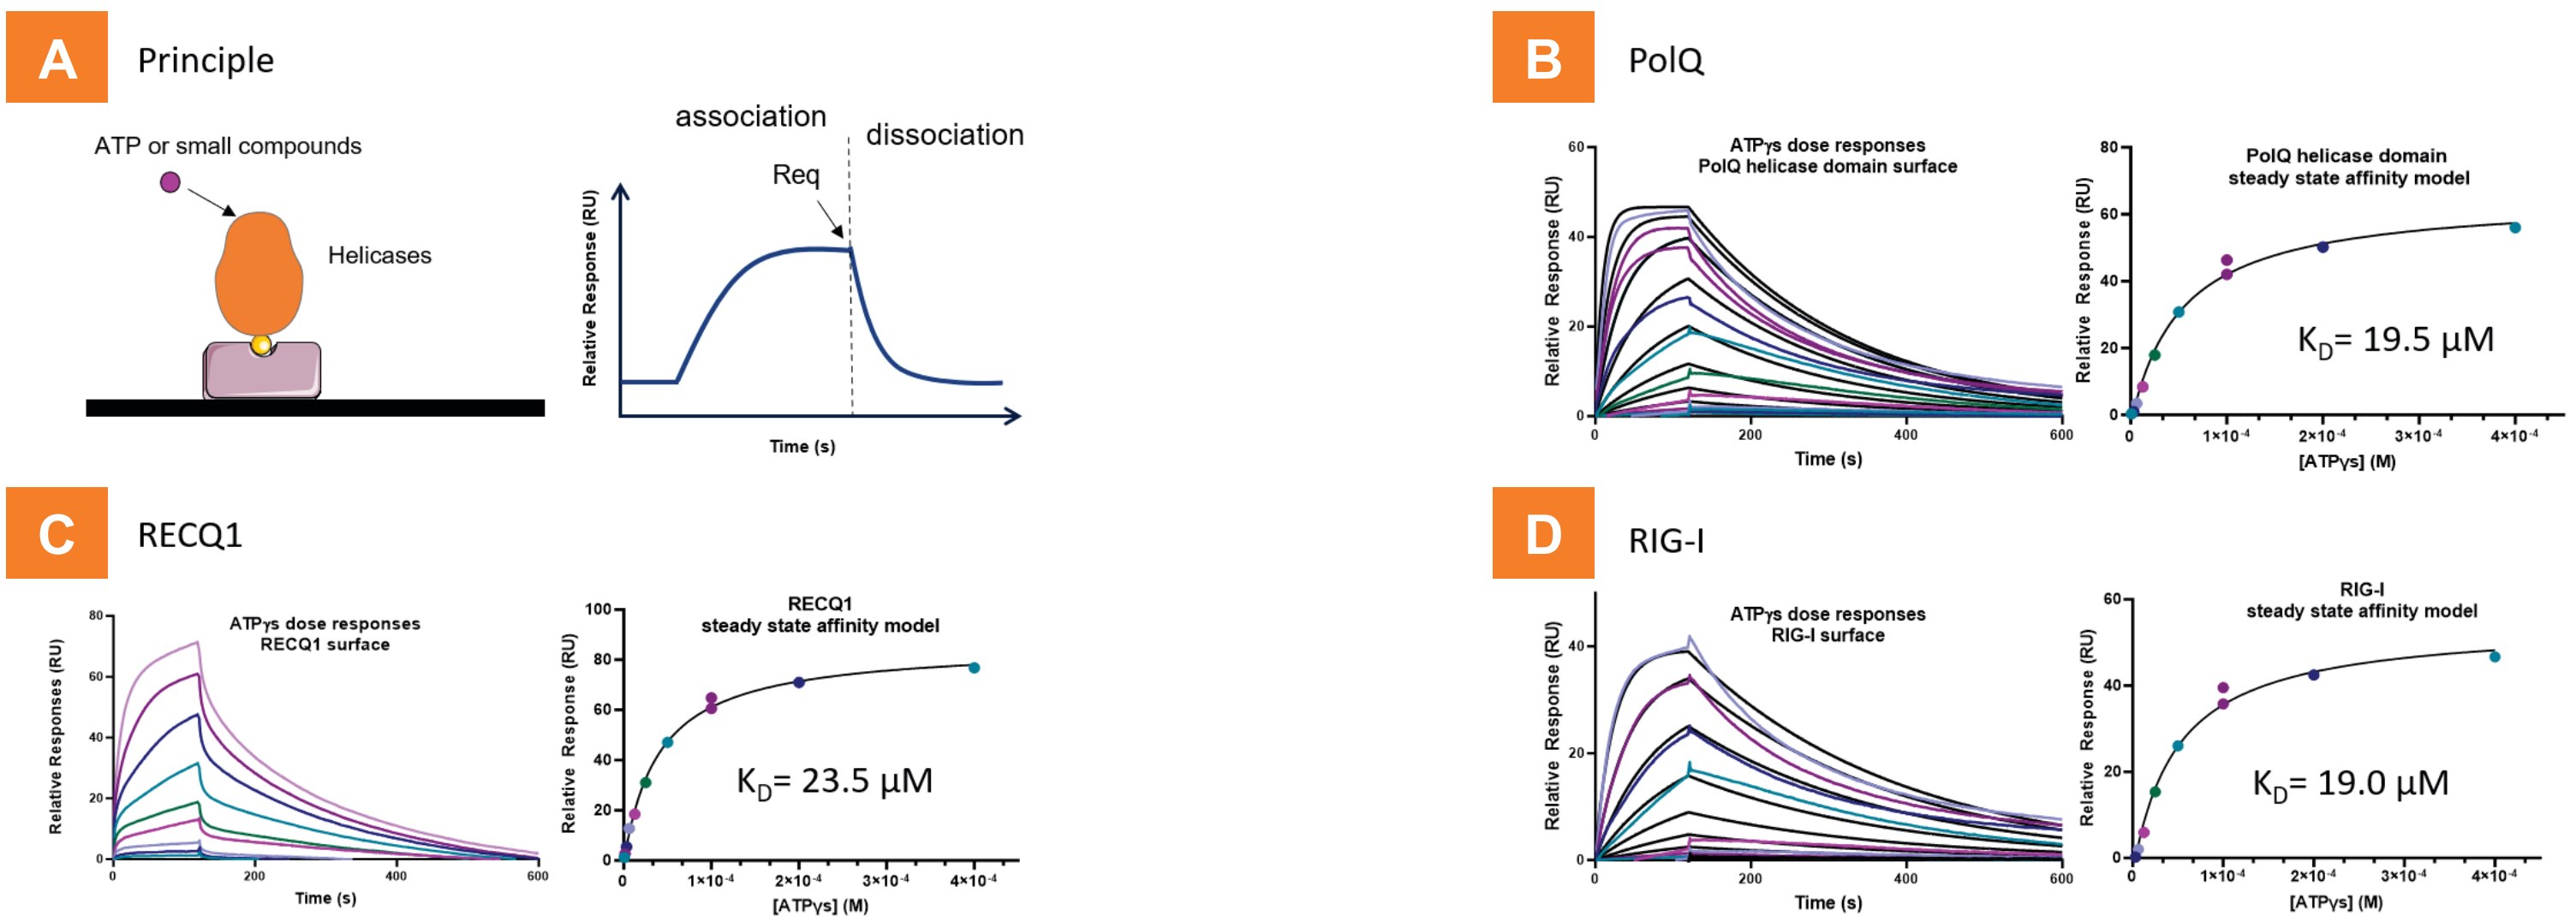 A
Principle
ATP or small compounds
Helicases
association
dissociation
Req
Relative Response (RU)
Time (s)
B
PolQ
ATPγs dose responses
PolQ helicase domain surface
Relative Response (RU)
60
40
20
0
0
200
400
600
Time (s)
PolQ helicase domain
steady state affinity model
Relative Response (RU)
80
60
40
20
0
K_D= 19.5 µM
0
1×10⁻⁴
2×10⁻⁴
3×10⁻⁴
4×10⁻⁴
[ATPγs] (M)
C
RECQ1
ATPγs dose responses
RECQ1 surface
Relative Responses (RU)
80
60
40
20
0
0
200
400
600
Time (s)
RECQ1
steady state affinity model
Relative Response (RU)
100
80
60
40
20
0
K_D= 23.5 µM
0
1×10⁻⁴
2×10⁻⁴
3×10⁻⁴
4×10⁻⁴
[ATPγs] (M)
D
RIG-I
ATPγs dose responses
RIG-I surface
Relative Response (RU)
40
20
0
0
200
400
600
Time (s)
RIG-I
steady state affinity model
Relative Response (RU)
60
40
20
0
K_D= 19.0 µM
0
1×10⁻⁴
2×10⁻⁴
3×10⁻⁴
4×10⁻⁴
[ATPγs] (M)